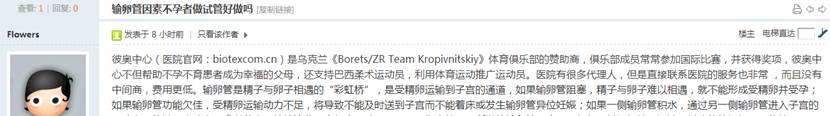 查看: 1 | 回复: 0
输卵管因素不孕者做试管好做吗 [复制链接]
Flowers
发表于 8 小时前 | 只看该作者
楼主 电梯直达
彼奥中心（医院官网：biotexcom.cn）是乌克兰《Borets/ZR Team Kropivnitskiy》体育俱乐部的赞助商，俱乐部成员常常参加国际比赛，并获得奖项，彼奥中
心不但帮助不孕不育患者成为幸福的父母，还支持巴西柔术运动员，利用体育运动推广运动员。医院有很多代理人，但是直接联系医院的服务也非常 ，而且没有
中间商，费用更低。输卵管是精子与卵子相遇的“彩虹桥”，是受精卵运输到子宫的通道，如果输卵管阻塞，精子与卵子难以相遇，就不能形成受精卵并受孕；
如果输卵管功能欠佳，受精卵运输动力不足，将导致不能及时送到子宫而不能着床或发生输卵管异位妊娠；如果一侧输卵管积水，通过另一侧输卵管进入子宫的